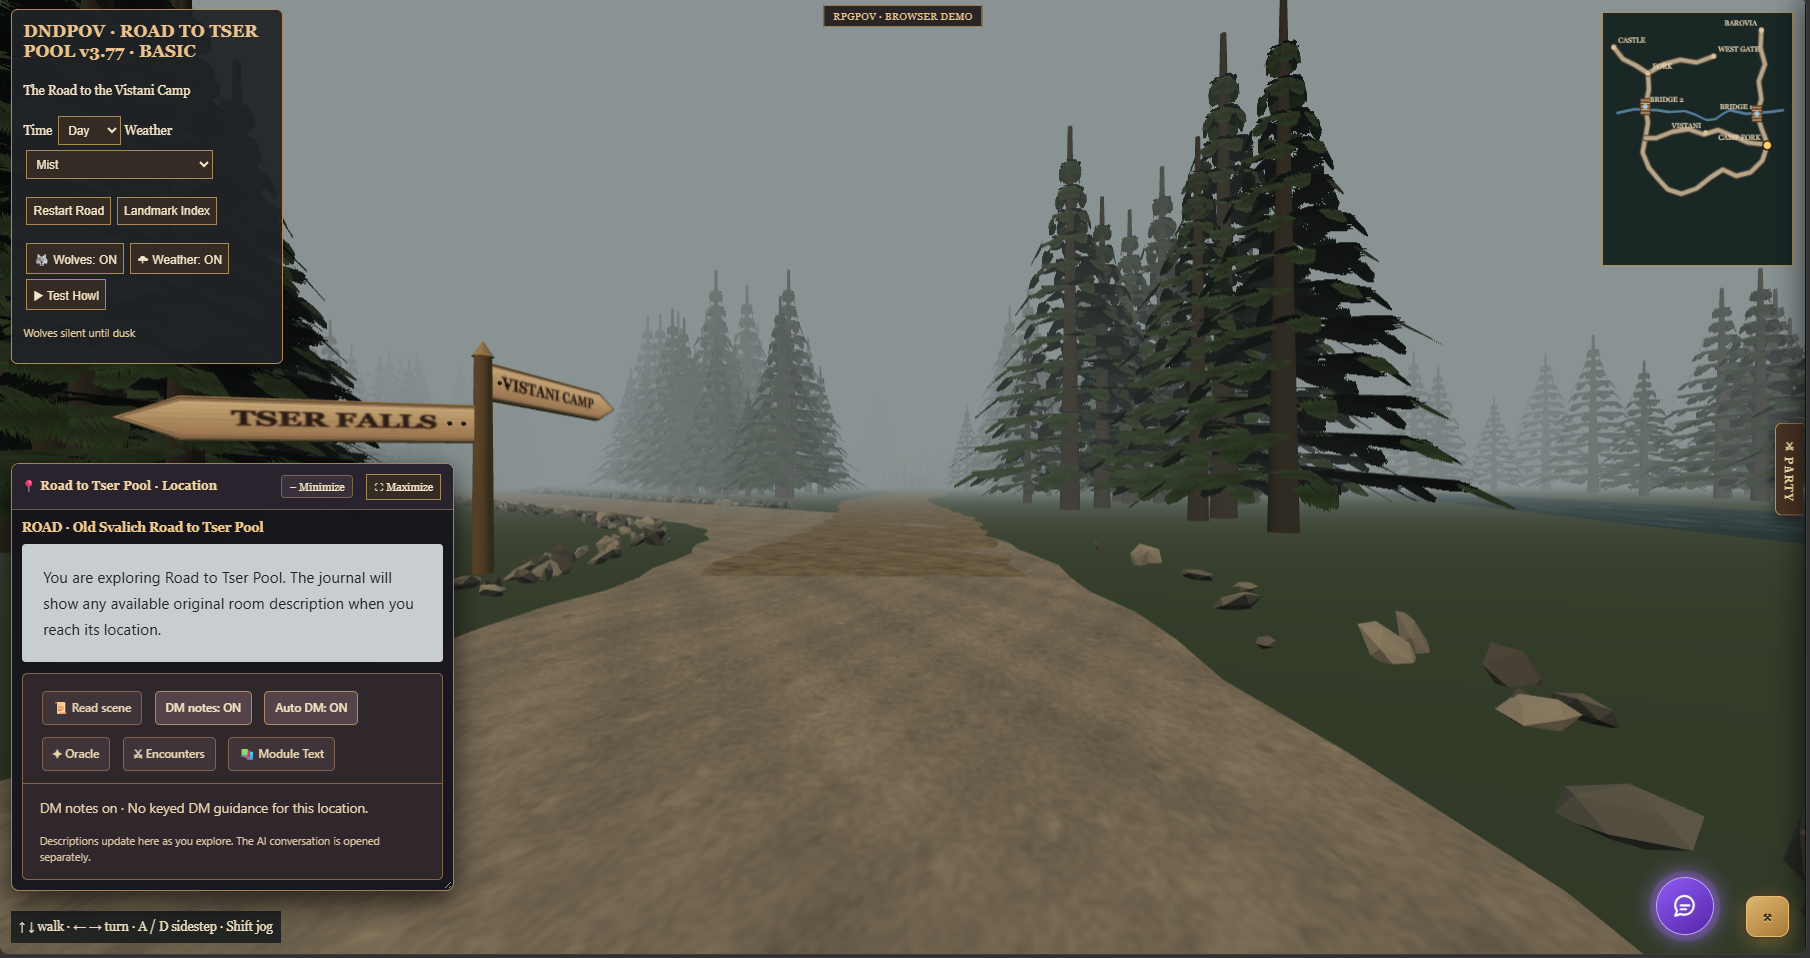 DNDPOV · ROAD TO TSER
POOL v3.77 · BASIC
The Road to the Vistani Camp
Time Day Weather
Mist
Restart Road Landmark Index
Wolves: ON Weather: ON
Test Howl
Wolves silent until dusk
RPGPOV · BROWSER DEMO
BAROVIA
CASTLE
WEST GATE
FORK
BRIDGE 2
BRIDGE 1
VISTANI
CAMP FORK
TSER FALLS
VISTANI CAMP
PARTY
Road to Tser Pool · Location – Minimize Maximize
ROAD · Old Svalich Road to Tser Pool
You are exploring Road to Tser Pool. The journal will
show any available original room description when you
reach its location.
Read scene DM notes: ON Auto DM: ON
Oracle Encounters Module Text
DM notes on · No keyed DM guidance for this location.
Descriptions update here as you explore. The AI conversation is opened
separately.
↑ ↓ walk · ← → turn · A / D sidestep · Shift jog